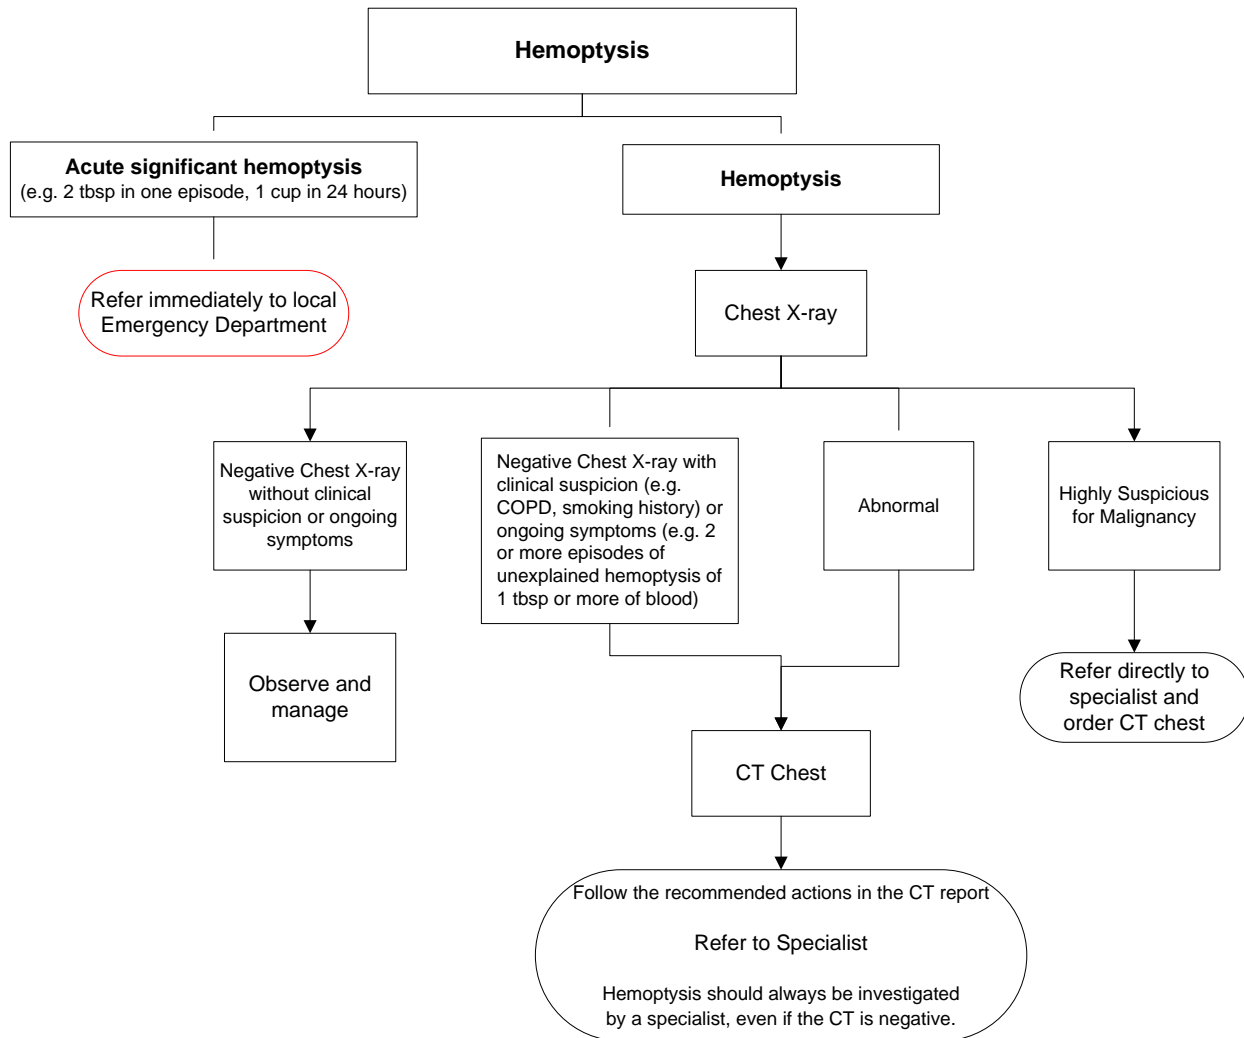 Hemoptysis
Acute significant hemoptysis
(e.g. 2 tbsp in one episode, 1 cup in 24 hours)
Hemoptysis
Refer immediately to local
Emergency Department
Chest X-ray
Negative Chest X-ray
without clinical
suspicion or ongoing
symptoms
Negative Chest X-ray with
clinical suspicion (e.g.
COPD, smoking history) or
ongoing symptoms (e.g. 2
or more episodes of
unexplained hemoptysis of
1 tbsp or more of blood)
Abnormal
Highly Suspicious
for Malignancy
Observe and
manage
Refer directly to
specialist and
order CT chest
CT Chest
Follow the recommended actions in the CT report
Refer to Specialist
Hemoptysis should always be investigated
by a specialist, even if the CT is negative.